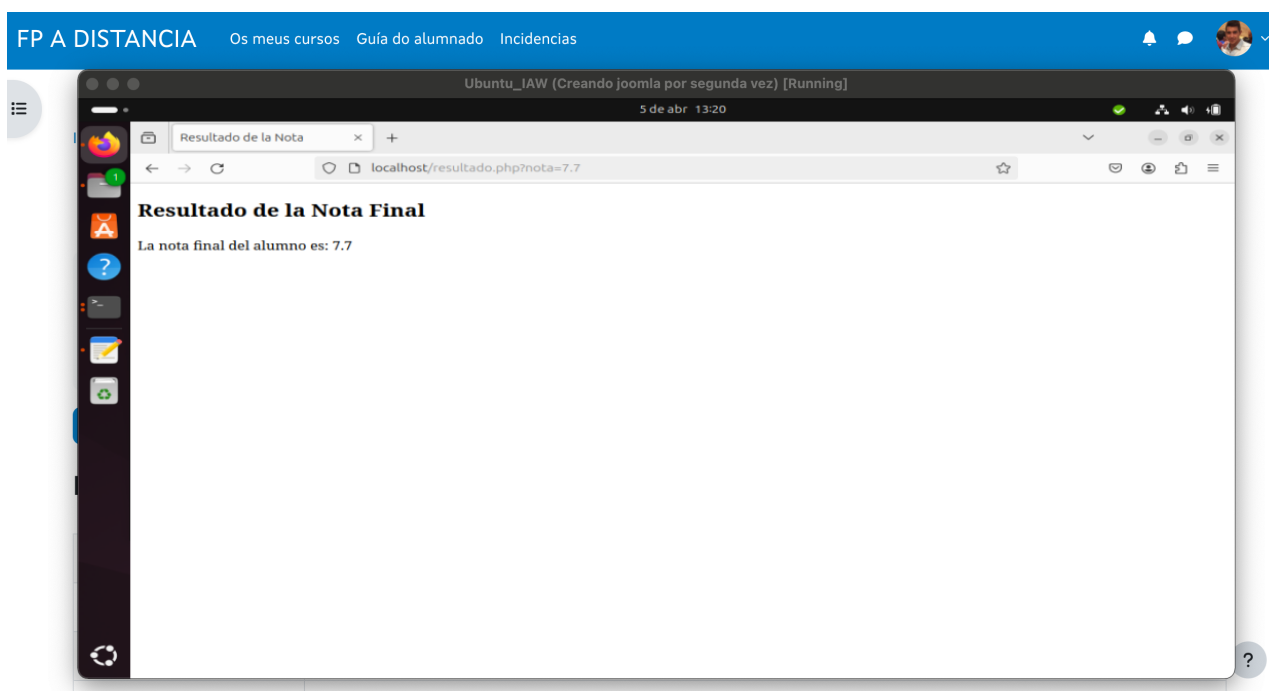 FP A DISTANCIA Os meus cursos Guía do alumnado Incidencias
Ubuntu_IAW (Creando joomla por segunda vez) [Running]
5 de abr 13:20
Resultado de la Nota
localhost/resultado.php?nota=7.7
1
Resultado de la Nota Final
La nota final del alumno es: 7.7
?
>_
?